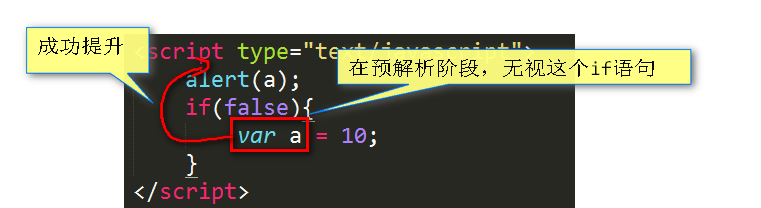 成功提升
<script type="text/javascript">
在预解析阶段，无视这个if语句
alert(a);
if(false){
var a = 10;
}
</script>